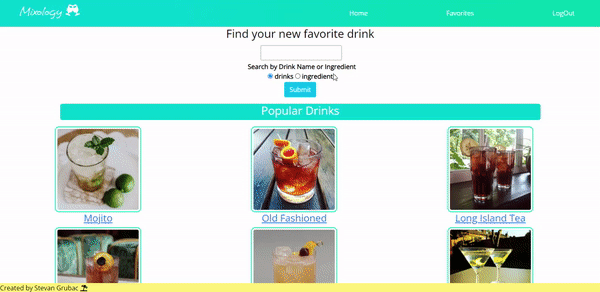 Mixology
Home
Favorites
LogOut
Find your new favorite drink
Search by Drink Name or Ingredient
drinks ingredient
Submit
Popular Drinks
Mojito
Old Fashioned
Long Island Tea
Created by Stevan Grubac